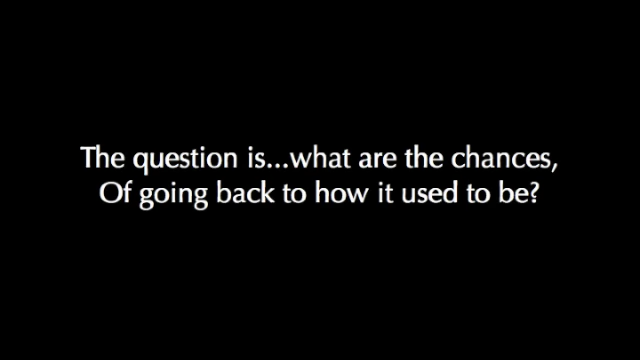 The question is...what are the chances,
Of going back to how it used to be?